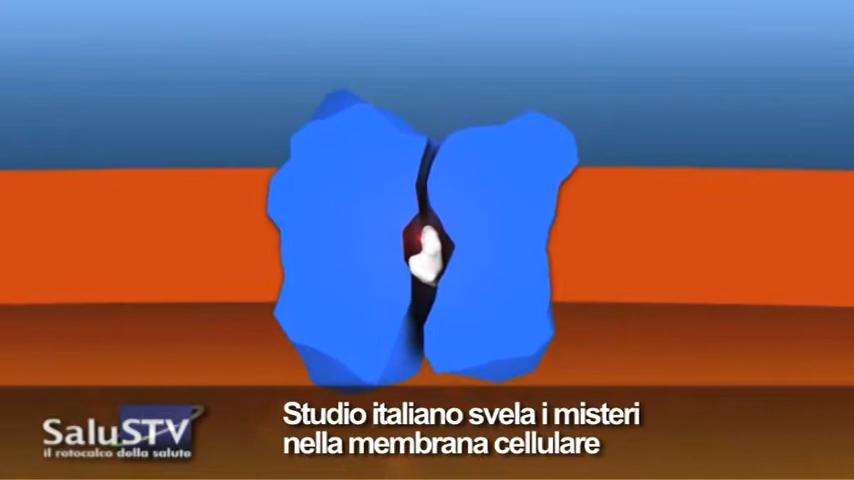 Studio italiano svela i misteri
nella membrana cellulare
SaluSTV
il rotocalco della salute